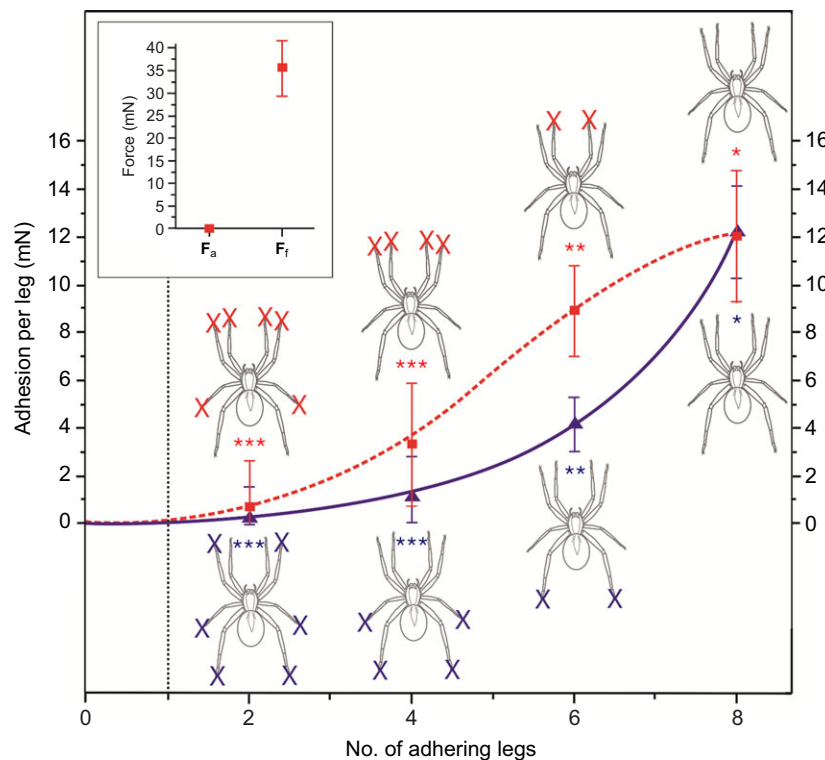 40
35
30
25
20
15
10
5
0
Force (mN)
Fa
Ff
16
14
12
10
8
6
4
2
0
Adhesion per leg (mN)
X X X X
X X
***
X X X X
***
X X
**
*
16
14
12
10
8
6
4
2
0
*
**
X X
***
X X
X X
***
X X
X X
X X
0
2
4
6
8
No. of adhering legs